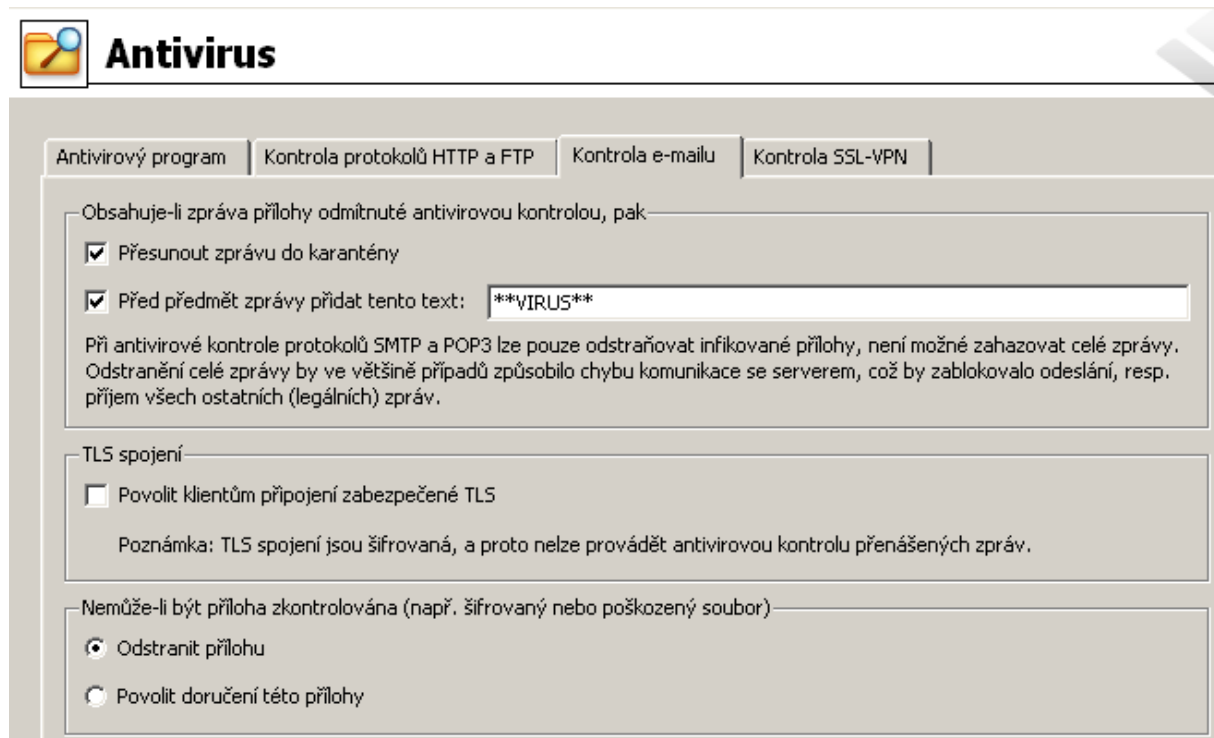 Antivirus
Antivirový program
Kontrola protokolů HTTP a FTP
Kontrola e-mailu
Kontrola SSL-VPN
Obsahuje-li zpráva přílohy odmítnuté antivirovou kontrolou, pak
Přesunout zprávu do karantény
Před předmět zprávy přidat tento text:
**VIRUS**
Při antivirové kontrole protokolů SMTP a POP3 lze pouze odstraňovat infikované přílohy, není možné zahazovat celé zprávy.
Odstranění celé zprávy by ve většině případů způsobilo chybu komunikace se serverem, což by zablokovalo odeslání, resp.
příjem všech ostatních (legálních) zpráv.
TLS spojení
Povolit klientům připojení zabezpečené TLS
Poznámka: TLS spojení jsou šifrovaná, a proto nelze provádět antivirovou kontrolu přenášených zpráv.
Nemůže-li být příloha zkontrolována (např. šifrovaný nebo poškozený soubor)
Odstranit přílohu
Povolit doručení této přílohy